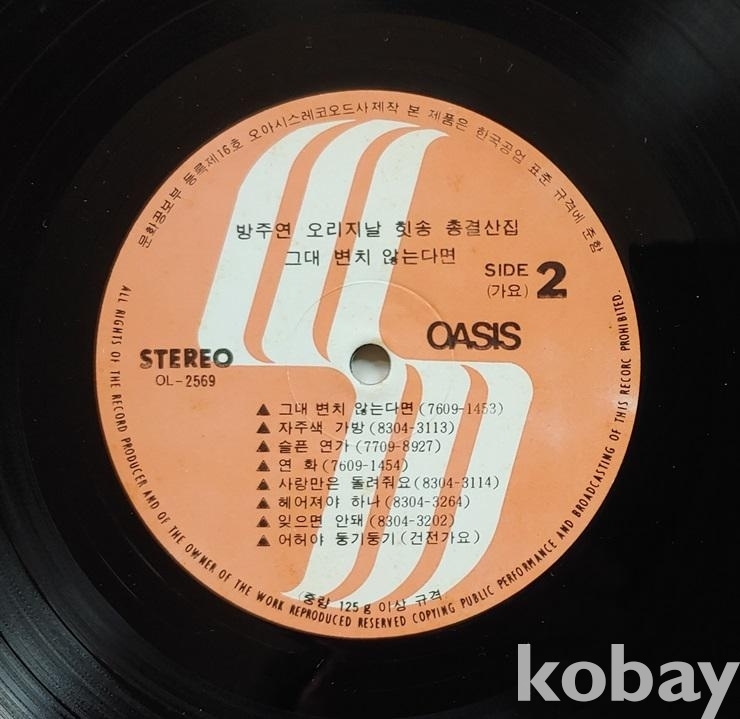 문화공보부 등록제16호 오아시스레코오드사제작 본 제품은 한국공업 표준 규격에 준함
방주연 오리지날 힛송 총결산집
그대 변치 않는다면
SIDE 2
(가요)
OASIS
STEREO
OL-2569
▲ 그대 변치 않는다면(7609-1453)
▲ 자주색 가방(8304-3113)
▲ 슬픈 연가(7709-8927)
▲ 연 화(7609-1454)
▲ 사랑만은 돌려줘요(8304-3114)
▲ 헤어져야 하나(8304-3264)
▲ 잊으면 안돼(8304-3202)
▲ 어허야 둥기둥기(건전가요)
(중량 125g 이상 규격)
ALL RIGHTS OF THE RECORD PRODUCER AND OF THE OWNER OF THE WORK REPRODUCED RESERVED COPYING PUBLIC PERFORMANCE AND BROADCASTING OF THIS RECORD PROHIBITED.
kobay